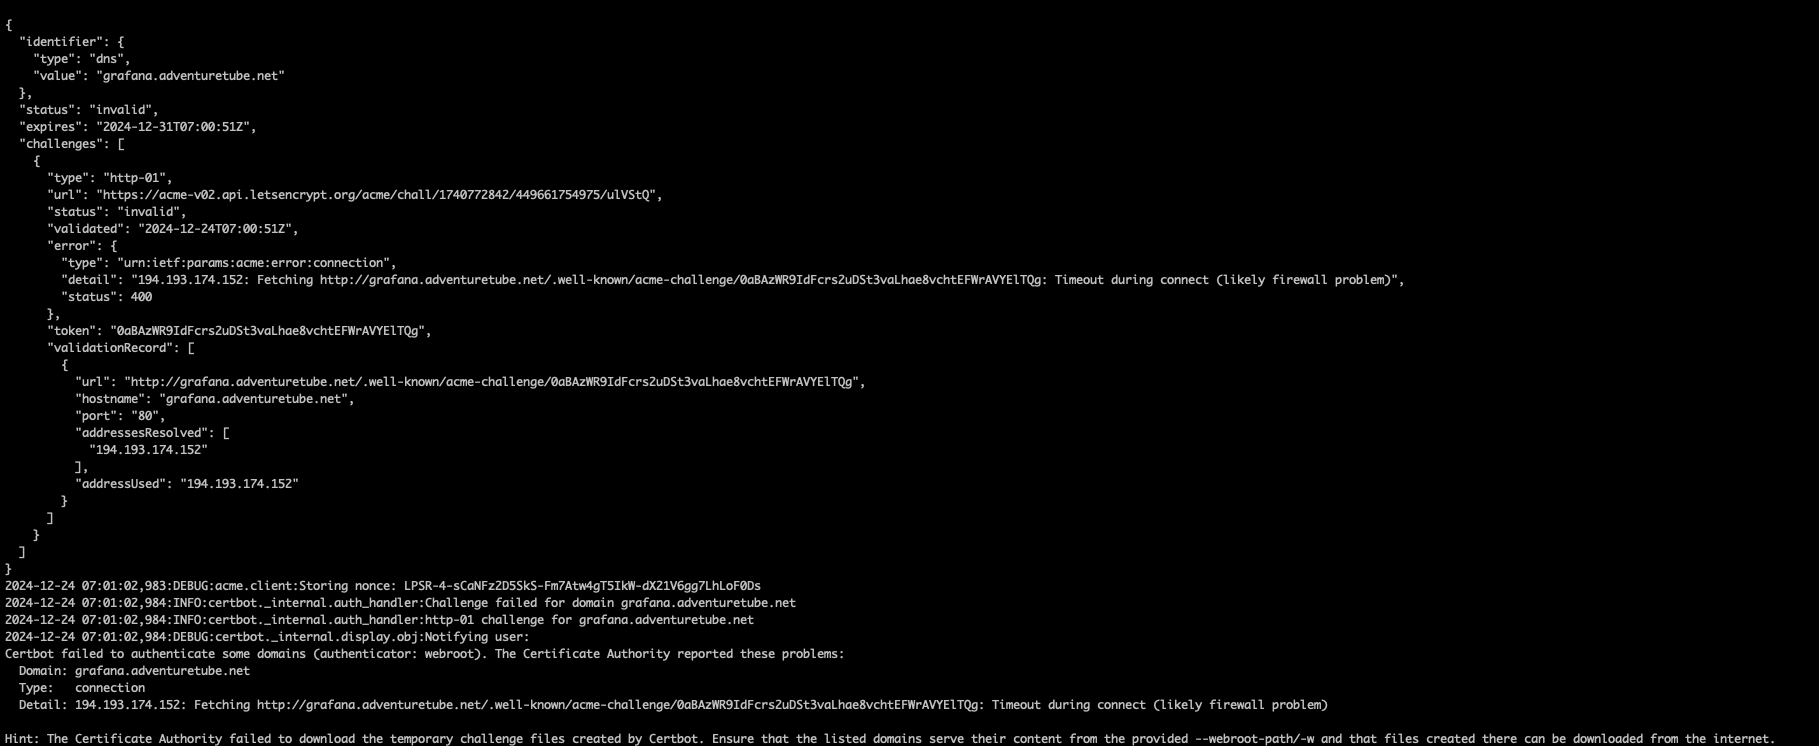 {
  "identifier": {
    "type": "dns",
    "value": "grafana.adventuretube.net"
  },
  "status": "invalid",
  "expires": "2024-12-31T07:00:51Z",
  "challenges": [
    {
      "type": "http-01",
      "url": "https://acme-v02.api.letsencrypt.org/acme/chall/1740772842/449661754975/ulVStQ",
      "status": "invalid",
      "validated": "2024-12-24T07:00:51Z",
      "error": {
        "type": "urn:ietf:params:acme:error:connection",
        "detail": "194.193.174.152: Fetching http://grafana.adventuretube.net/.well-known/acme-challenge/0aBAzWR9IdFcrs2uDSt3vaLhae8vchtEFWrAVYElTQg: Timeout during connect (likely firewall problem)",
        "status": 400
      },
      "token": "0aBAzWR9IdFcrs2uDSt3vaLhae8vchtEFWrAVYElTQg",
      "validationRecord": [
        {
          "url": "http://grafana.adventuretube.net/.well-known/acme-challenge/0aBAzWR9IdFcrs2uDSt3vaLhae8vchtEFWrAVYElTQg",
          "hostname": "grafana.adventuretube.net",
          "port": "80",
          "addressesResolved": [
            "194.193.174.152"
          ],
          "addressUsed": "194.193.174.152"
        }
      ]
    }
  ]
}
2024-12-24 07:01:02,983:DEBUG:acme.client:Storing nonce: LPSR-4-sCaNFz2D5SkS-Fm7Atw4gT5IkW-dX21V6gg7LhLoF0Ds
2024-12-24 07:01:02,984:INFO:certbot._internal.auth_handler:Challenge failed for domain grafana.adventuretube.net
2024-12-24 07:01:02,984:INFO:certbot._internal.auth_handler:http-01 challenge for grafana.adventuretube.net
2024-12-24 07:01:02,984:DEBUG:certbot._internal.display.obj:Notifying user:
Certbot failed to authenticate some domains (authenticator: webroot). The Certificate Authority reported these problems:
  Domain: grafana.adventuretube.net
  Type:   connection
  Detail: 194.193.174.152: Fetching http://grafana.adventuretube.net/.well-known/acme-challenge/0aBAzWR9IdFcrs2uDSt3vaLhae8vchtEFWrAVYElTQg: Timeout during connect (likely firewall problem)

Hint: The Certificate Authority failed to download the temporary challenge files created by Certbot. Ensure that the listed domains serve their content from the provided --webroot-path/-w and that files created there can be downloaded from the internet.